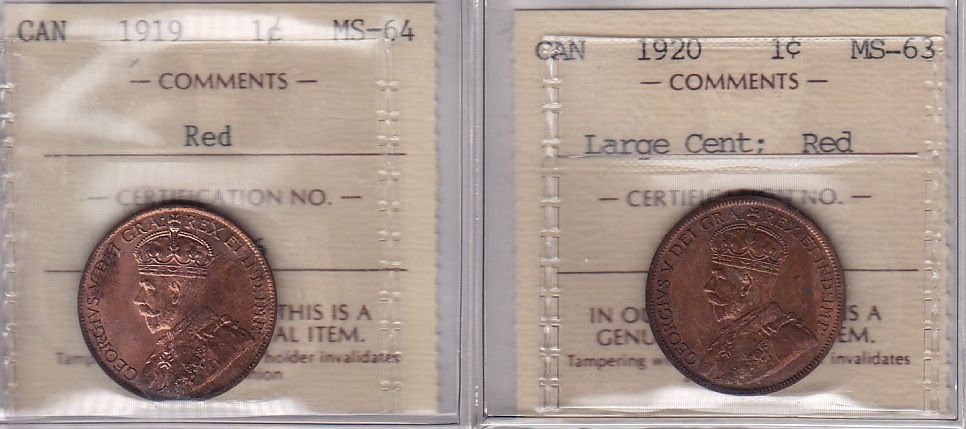 CAN 1919 1¢ MS-64
— COMMENTS —
Red
— CERTIFICATION NO. —
GEORGIVS V DEI GRA: REX ET IND:IMP:
THIS IS A
AL ITEM.
Tam holder invalidates
ion
CAN 1920 1¢ MS-63
— COMMENTS —
Large Cent; Red
— CERTIFI NO. —
GEORGIVS V DEI GRA: REX ET IND:IMP:
IN OU S A
GENU EM.
Tampering w invalidates